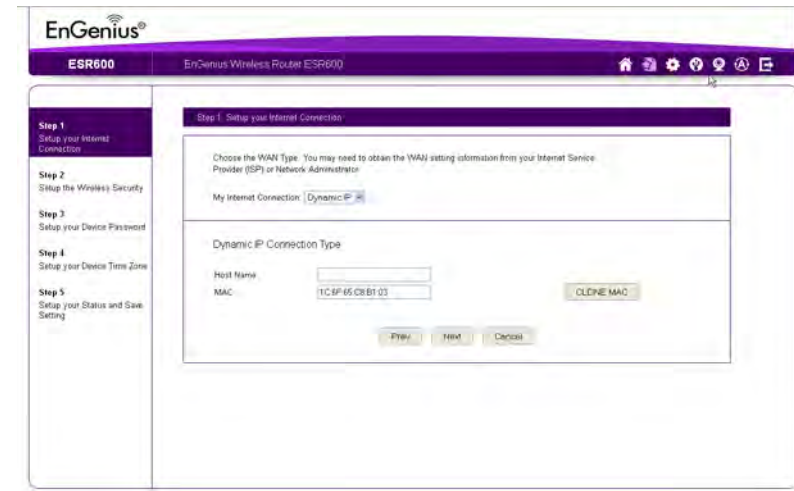 EnGenius®
ESR600
EnGenius Wireless Router ESR600
Step 1
Setup your Internet
Connection
Step 2
Setup the Wireless Security
Step 3
Setup your Device Password
Step 4
Setup your Device Time Zone
Step 5
Setup your Status and Save
Setting
Step 1. Setup your Internet Connection
Choose the WAN Type. You may need to obtain the WAN setting information from your Internet Service
Provider (ISP) or Network Administrator
My Internet Connection: Dynamic IP
Dynamic IP Connection Type
Host Name
MAC 1C:6F:65:C8:B1:03 CLONE MAC
Prev Next Cancel